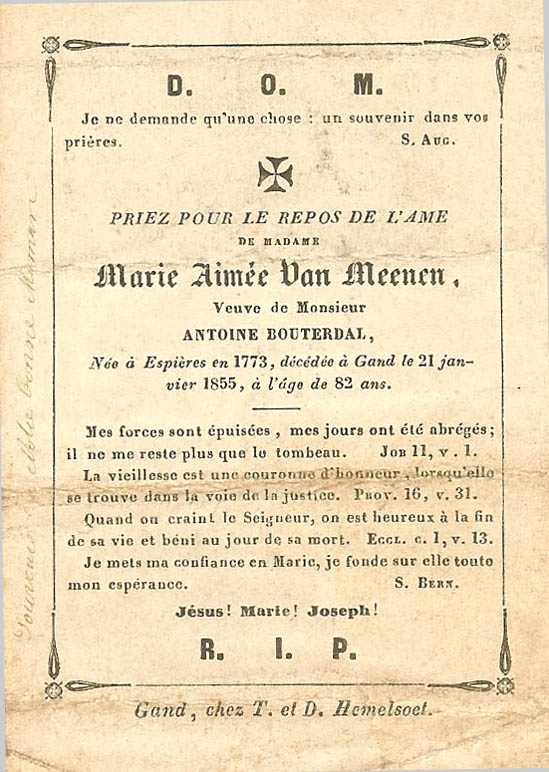 D. O. M.
Je ne demande qu'une chose : un souvenir dans vos
prières. S. Aug.
PRIEZ POUR LE REPOS DE L'AME
DE MADAME
Marie Aimée Van Meenen,
Veuve de Monsieur
ANTOINE BOUTERDAL,
Née à Espières en 1773, décédée à Gand le 21 jan-
vier 1855, à l'âge de 82 ans.
Mes forces sont épuisées, mes jours ont été abrégés;
il ne me reste plus que le tombeau. Job 11, v. 1.
La vieillesse est une couronne d'honneur, lorsqu'elle
se trouve dans la voie de la justice. Prov. 16, v. 31.
Quand on craint le Seigneur, on est heureux à la fin
de sa vie et béni au jour de sa mort. Eccl. c. 1, v. 13.
Je mets ma confiance en Marie, je fonde sur elle toute
mon espérance. S. Bern.
Jésus! Marie! Joseph!
R. I. P.
Gand, chez T. et D. Hemelsoet.
Souvenir bonne Maman